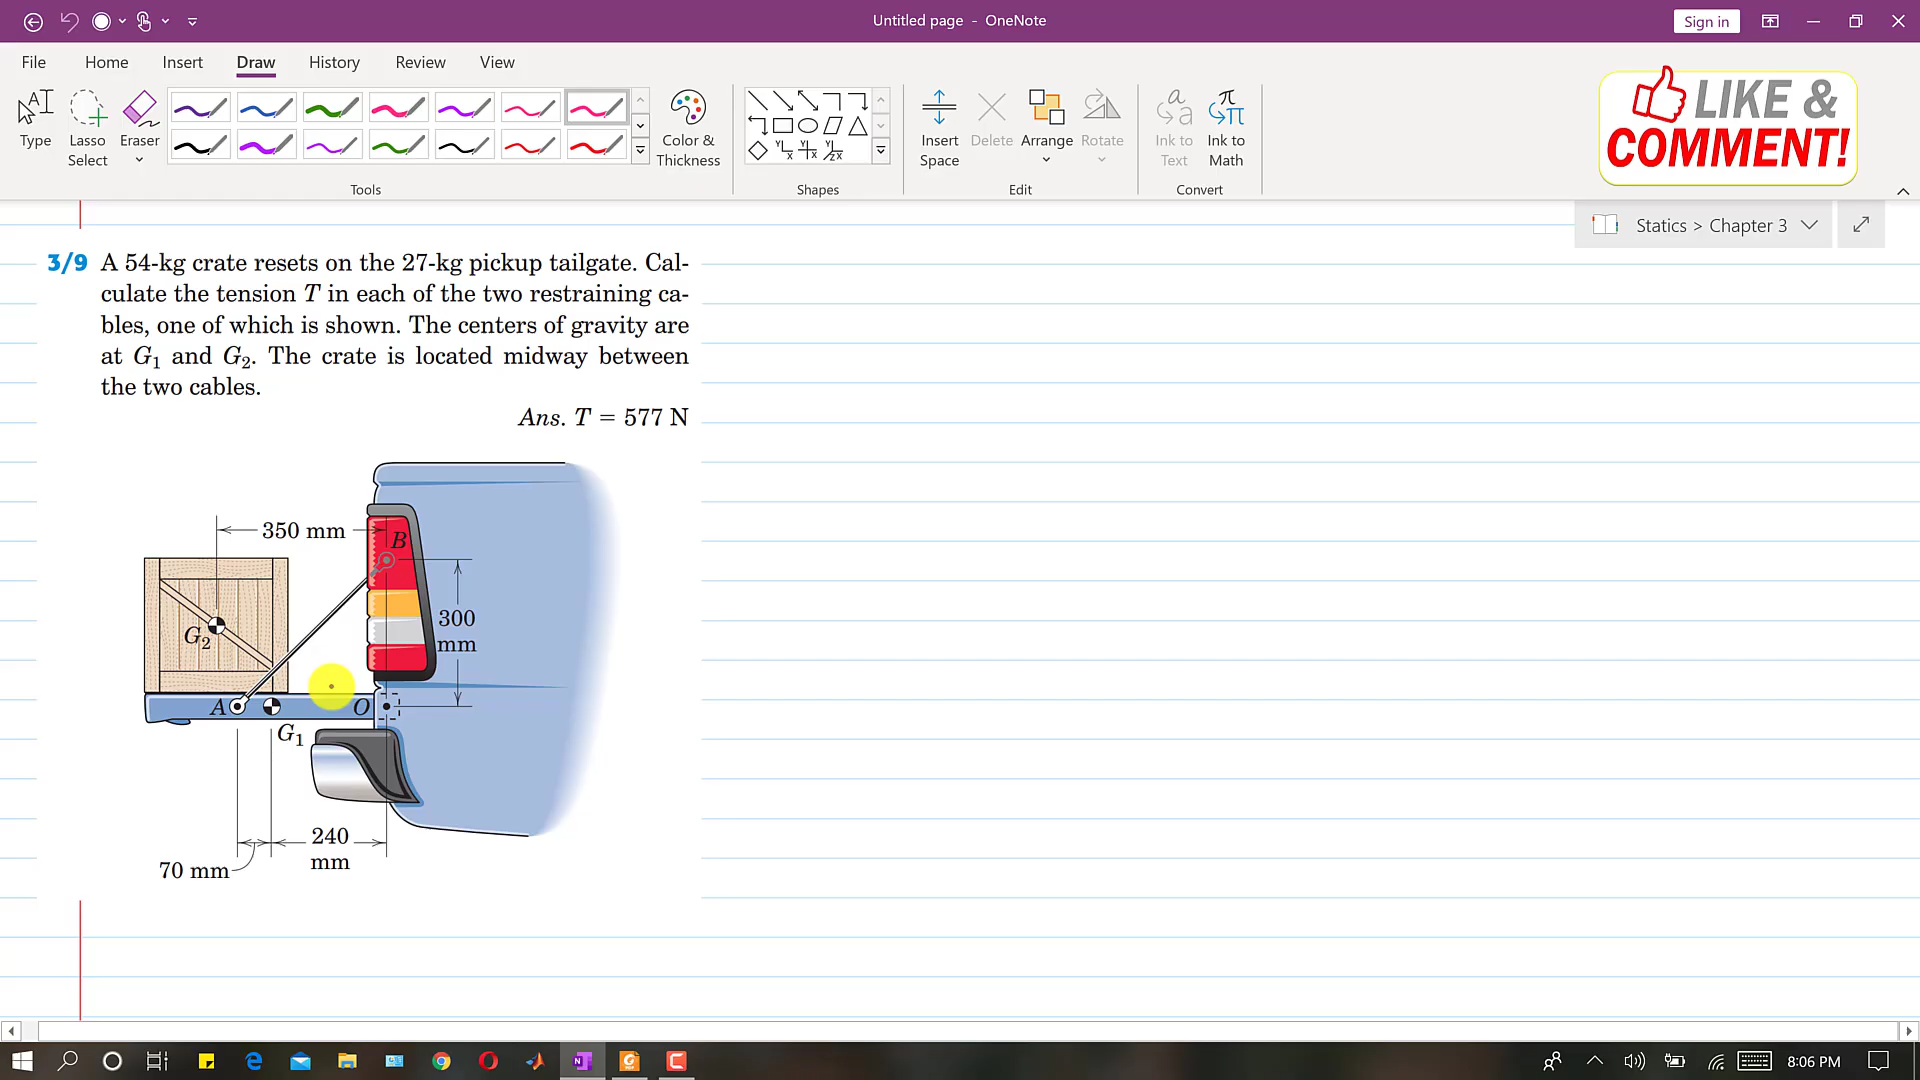 Untitled page - OneNote
Sign in
File Home Insert Draw History Review View
Type
Lasso Select
Eraser
Color & Thickness
Insert Space
Delete
Arrange
Rotate
Ink to Text
Ink to Math
Tools
Shapes
Edit
Convert
LIKE &
COMMENT!
Statics > Chapter 3
3/9 A 54-kg crate resets on the 27-kg pickup tailgate. Cal-
culate the tension T in each of the two restraining ca-
bles, one of which is shown. The centers of gravity are
at G1 and G2. The crate is located midway between
the two cables.
Ans. T = 577 N
350 mm
B
300
mm
G2
A
O
G1
240
mm
70 mm
8:06 PM